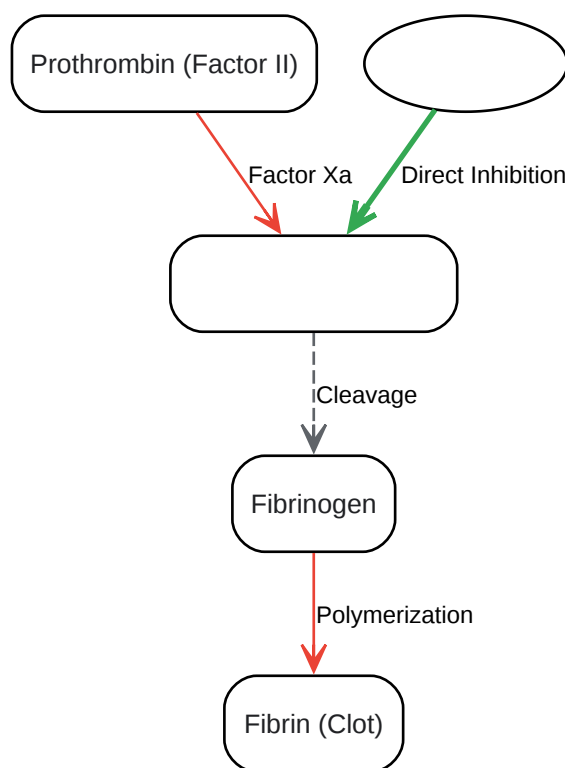 Prothrombin (Factor II)
Factor Xa
Direct Inhibition
Cleavage
Fibrinogen
Polymerization
Fibrin (Clot)